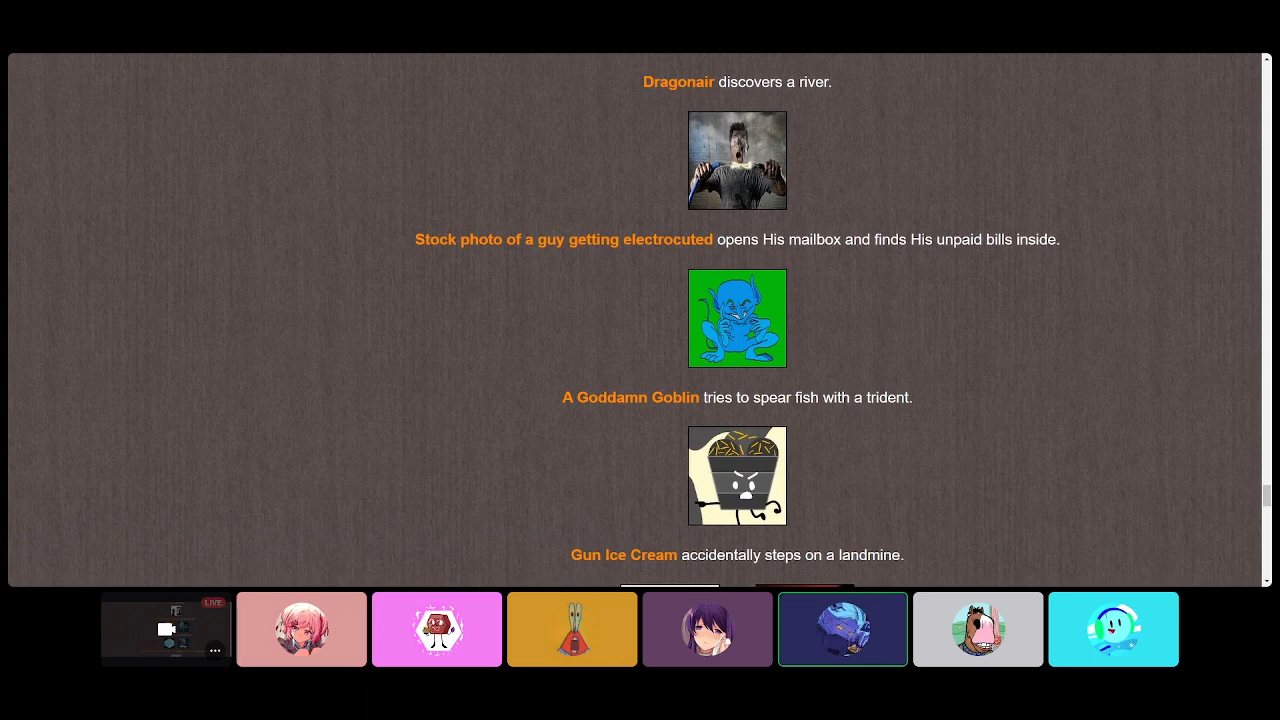 Dragonair discovers a river.
Stock photo of a guy getting electrocuted opens His mailbox and finds His unpaid bills inside.
A Goddamn Goblin tries to spear fish with a trident.
Gun Ice Cream accidentally steps on a landmine.
LIVE